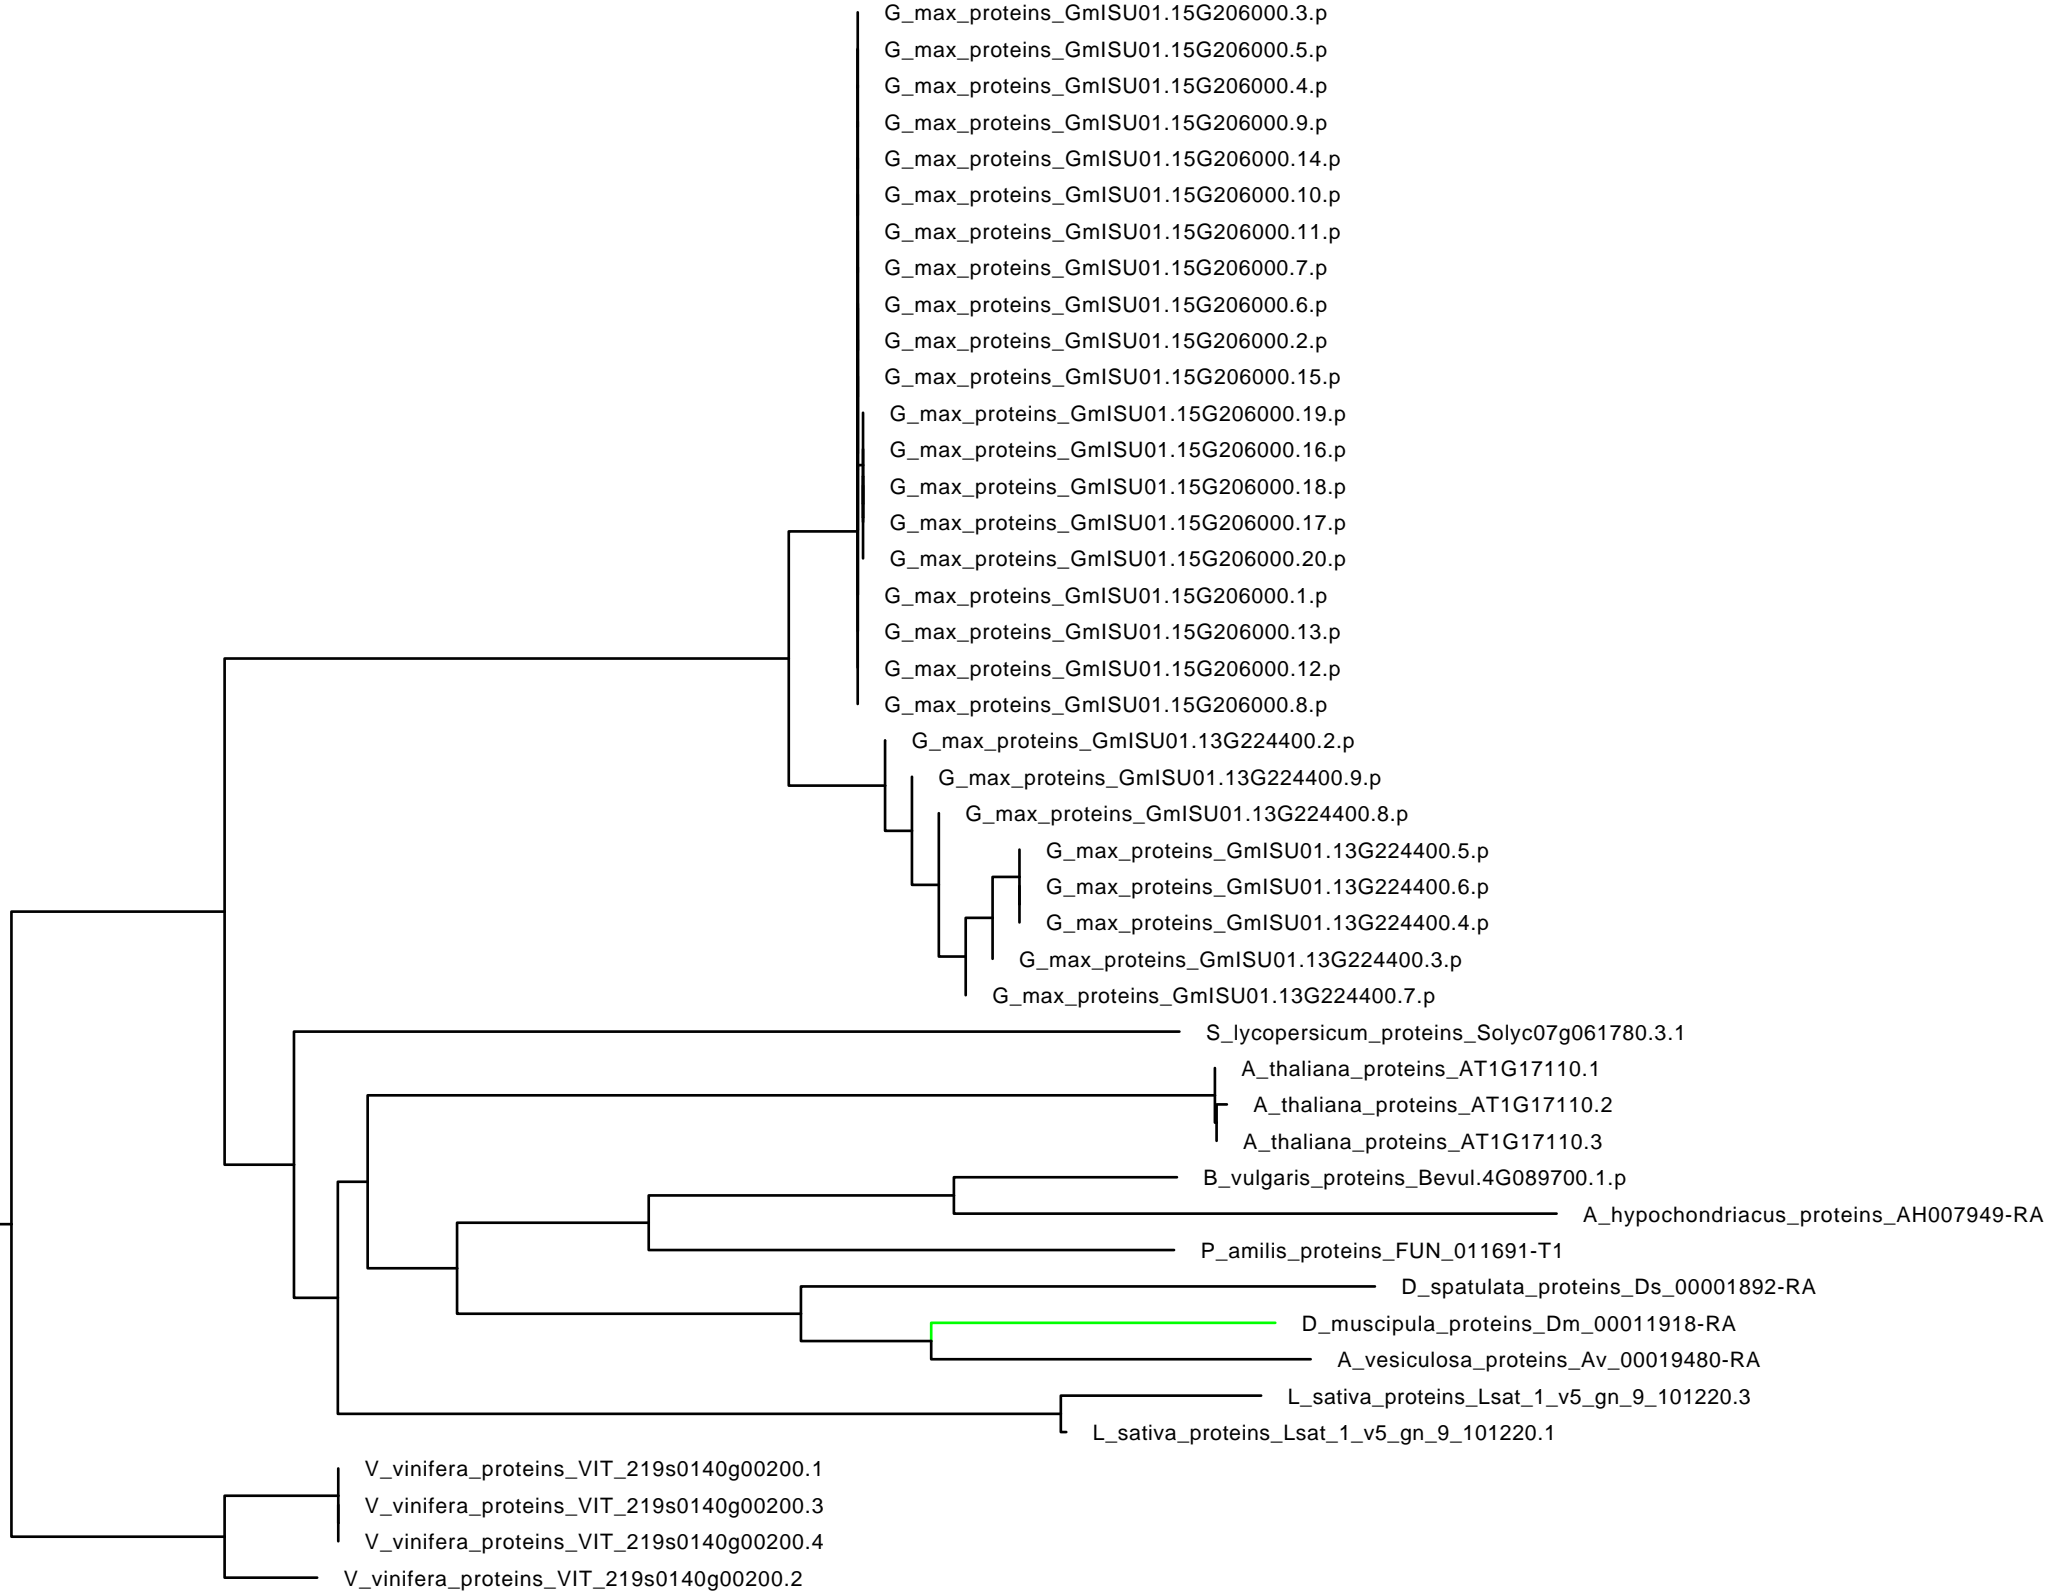 G_max_proteins_GmISU01.15G206000.3.p
G_max_proteins_GmISU01.15G206000.5.p
G_max_proteins_GmISU01.15G206000.4.p
G_max_proteins_GmISU01.15G206000.9.p
G_max_proteins_GmISU01.15G206000.14.p
G_max_proteins_GmISU01.15G206000.10.p
G_max_proteins_GmISU01.15G206000.11.p
G_max_proteins_GmISU01.15G206000.7.p
G_max_proteins_GmISU01.15G206000.6.p
G_max_proteins_GmISU01.15G206000.2.p
G_max_proteins_GmISU01.15G206000.15.p
G_max_proteins_GmISU01.15G206000.19.p
G_max_proteins_GmISU01.15G206000.16.p
G_max_proteins_GmISU01.15G206000.18.p
G_max_proteins_GmISU01.15G206000.17.p
G_max_proteins_GmISU01.15G206000.20.p
G_max_proteins_GmISU01.15G206000.1.p
G_max_proteins_GmISU01.15G206000.13.p
G_max_proteins_GmISU01.15G206000.12.p
G_max_proteins_GmISU01.15G206000.8.p
G_max_proteins_GmISU01.13G224400.2.p
G_max_proteins_GmISU01.13G224400.9.p
G_max_proteins_GmISU01.13G224400.8.p
G_max_proteins_GmISU01.13G224400.5.p
G_max_proteins_GmISU01.13G224400.6.p
G_max_proteins_GmISU01.13G224400.4.p
G_max_proteins_GmISU01.13G224400.3.p
G_max_proteins_GmISU01.13G224400.7.p
S_lycopersicum_proteins_Solyc07g061780.3.1
A_thaliana_proteins_AT1G17110.1
A_thaliana_proteins_AT1G17110.2
A_thaliana_proteins_AT1G17110.3
B_vulgaris_proteins_Bevul.4G089700.1.p
A_hypochondriacus_proteins_AH007949-RA
P_amilis_proteins_FUN_011691-T1
D_spatulata_proteins_Ds_00001892-RA
D_muscipula_proteins_Dm_00011918-RA
A_vesiculosa_proteins_Av_00019480-RA
L_sativa_proteins_Lsat_1_v5_gn_9_101220.3
L_sativa_proteins_Lsat_1_v5_gn_9_101220.1
V_vinifera_proteins_VIT_219s0140g00200.1
V_vinifera_proteins_VIT_219s0140g00200.3
V_vinifera_proteins_VIT_219s0140g00200.4
V_vinifera_proteins_VIT_219s0140g00200.2